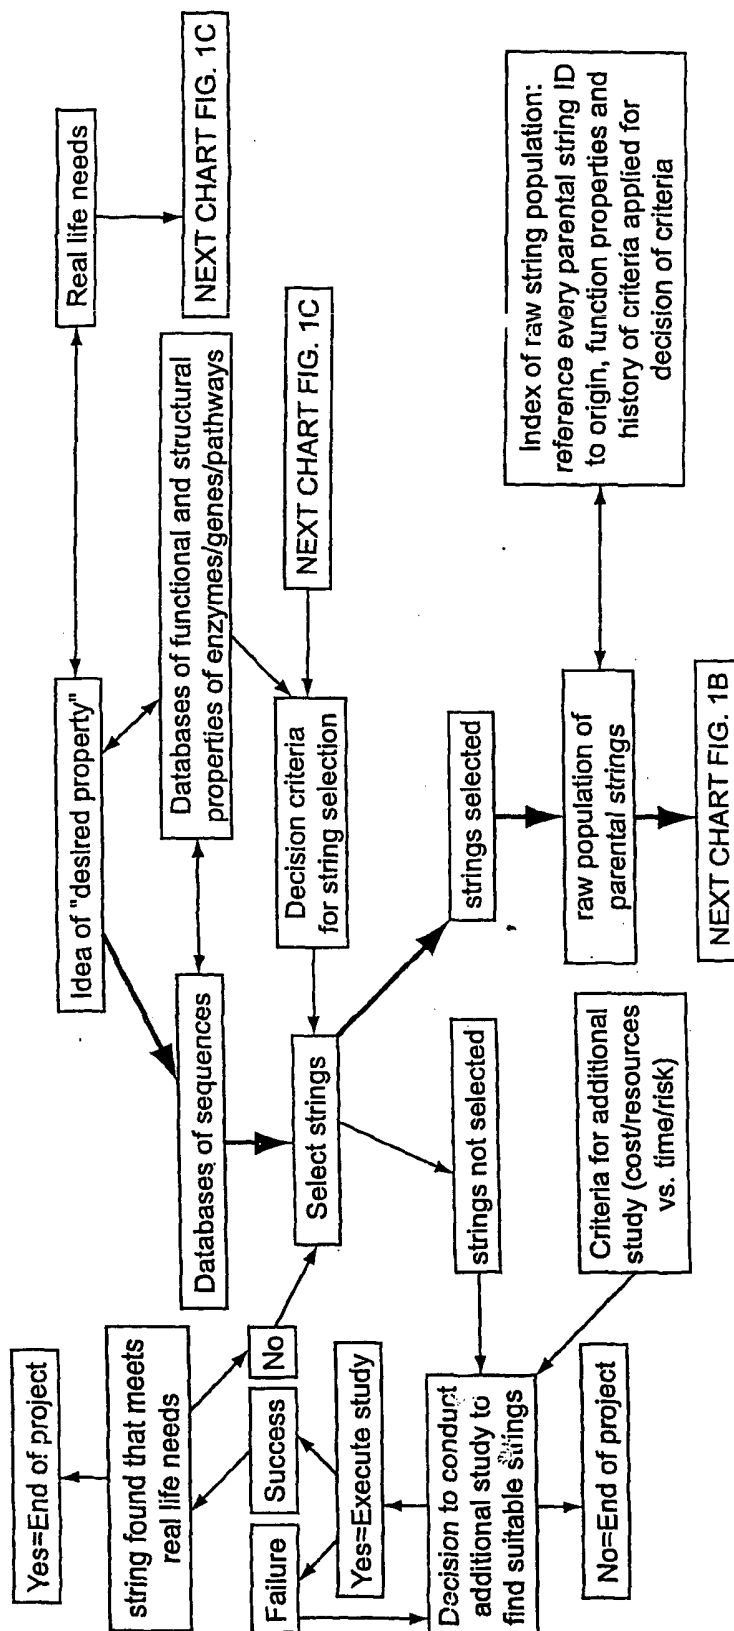 Yes=End of project
string found that meets
real life needs
Failure
Success
No
Yes=Execute study
Decision to conduct
additional study to
find suitable strings
No=End of project
Idea of "desired property"
Real life needs
NEXT CHART FIG. 1C
Databases of sequences
Databases of functional and structural
properties of enzymes/genes/pathways
Select strings
Decision criteria
for string selection
NEXT CHART FIG. 1C
strings not selected
strings selected
Criteria for additional
study (cost/resources
vs. time/risk)
raw population of
parental strings
Index of raw string population:
reference every parental string ID
to origin, function properties and
history of criteria applied for
decision of criteria
NEXT CHART FIG. 1B